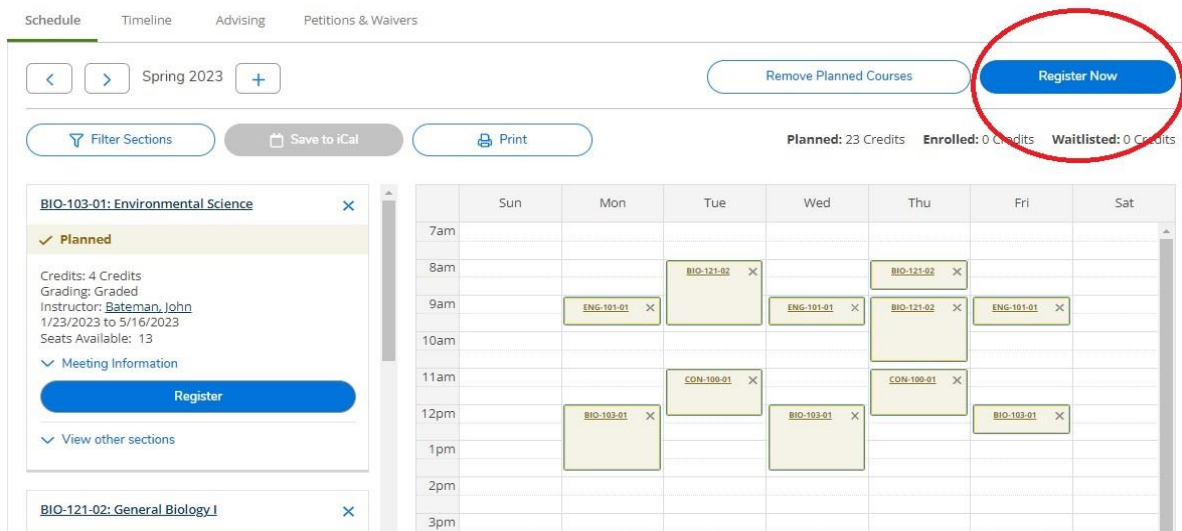 Schedule Timeline Advising Petitions & Waivers
Spring 2023
Remove Planned Courses Register Now
Filter Sections Save to iCal Print Planned: 23 Credits Enrolled: 0 Credits Waitlisted: 0 Credits
BIO-103-01: Environmental Science
Planned
Credits: 4 Credits
Grading: Graded
Instructor: Bateman, John
1/23/2023 to 5/16/2023
Seats Available: 13
Meeting Information
Register
View other sections
BIO-121-02: General Biology I
Sun Mon Tue Wed Thu Fri Sat
7am
8am BIO-121-02 BIO-121-02
9am ENG-101-01 ENG-101-01 BIO-121-02 ENG-101-01
10am
11am CON-100-01 CON-100-01
12pm BIO-103-01 BIO-103-01 BIO-103-01
1pm
2pm
3pm